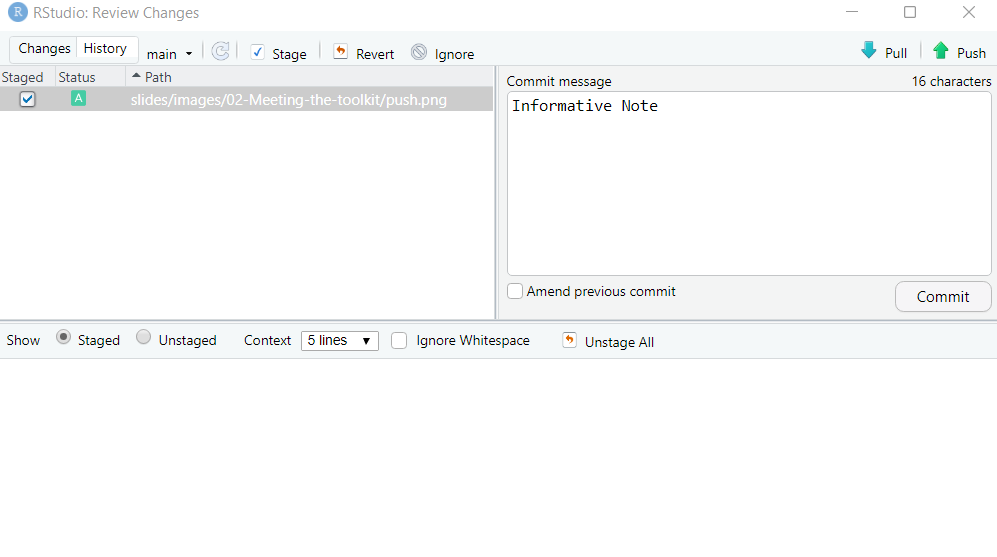 R RStudio: Review Changes
Changes History main Stage Revert Ignore Pull Push
Staged Status Path
A slides/images/02-Meeting-the-toolkit/push.png
Commit message 16 characters
Informative Note
Amend previous commit Commit
Show Staged Unstaged Context 5 lines Ignore Whitespace Unstage All